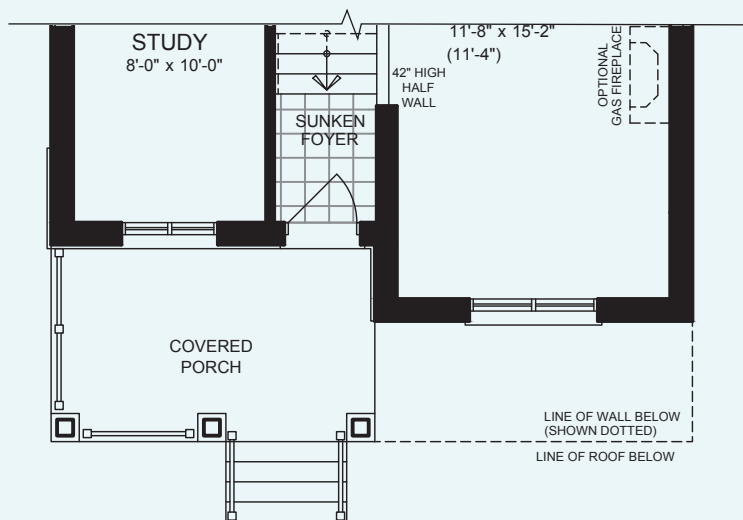 STUDY
8'-0" x 10'-0"
11'-8" x 15'-2"
(11'-4")
42" HIGH
HALF
WALL
OPTIONAL
GAS FIREPLACE
SUNKEN
FOYER
COVERED
PORCH
LINE OF WALL BELOW
(SHOWN DOTTED)
LINE OF ROOF BELOW